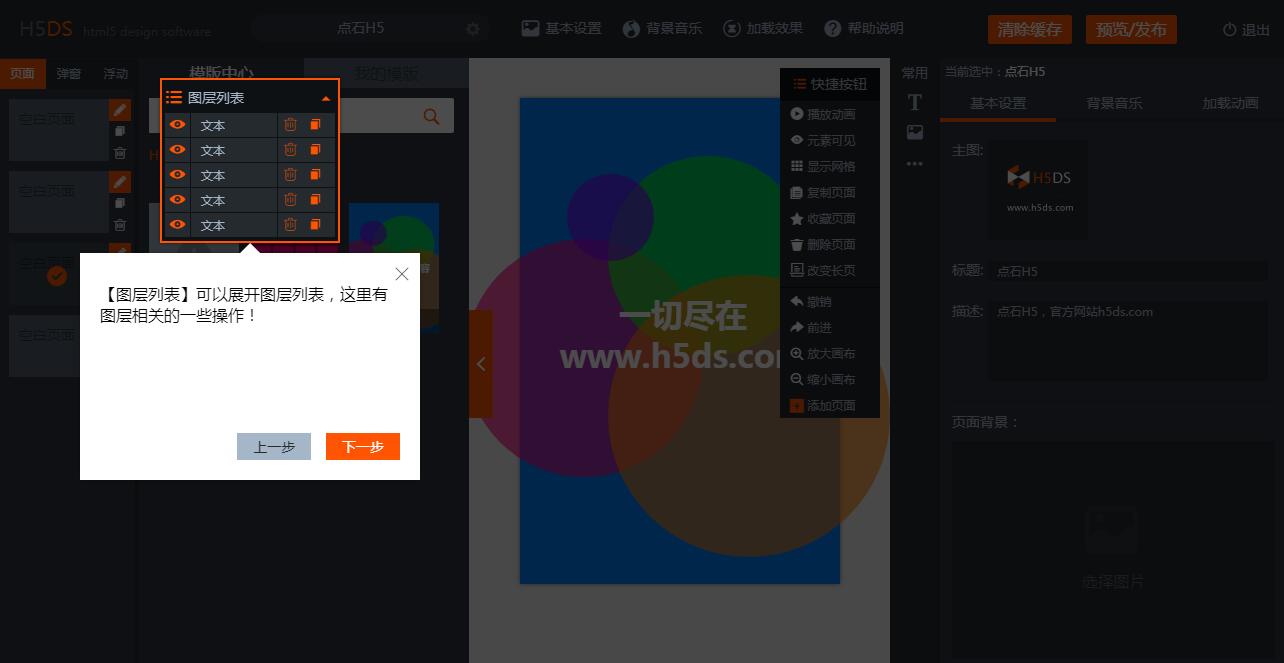 H5DS html5 design software
点石H5
基本设置
背景音乐
加载效果
帮助说明
清除缓存
预览/发布
退出
页面
弹窗
浮动
空白页面
空白页面
空白页面
空白页面
模版中心
我的模版
图层列表
文本
文本
文本
文本
文本
【图层列表】可以展开图层列表，这里有
图层相关的一些操作！
上一步
下一步
一切尽在
www.h5ds.co
快捷按钮
播放动画
元素可见
显示网格
复制页面
收藏页面
删除页面
改变长页
撤销
前进
放大画布
缩小画布
添加页面
常用
T
当前选中：点石H5
基本设置
背景音乐
加载动画
主图:
H5DS
www.h5ds.com
标题:
点石H5
描述:
点石H5，官方网站h5ds.com
页面背景：
选择图片